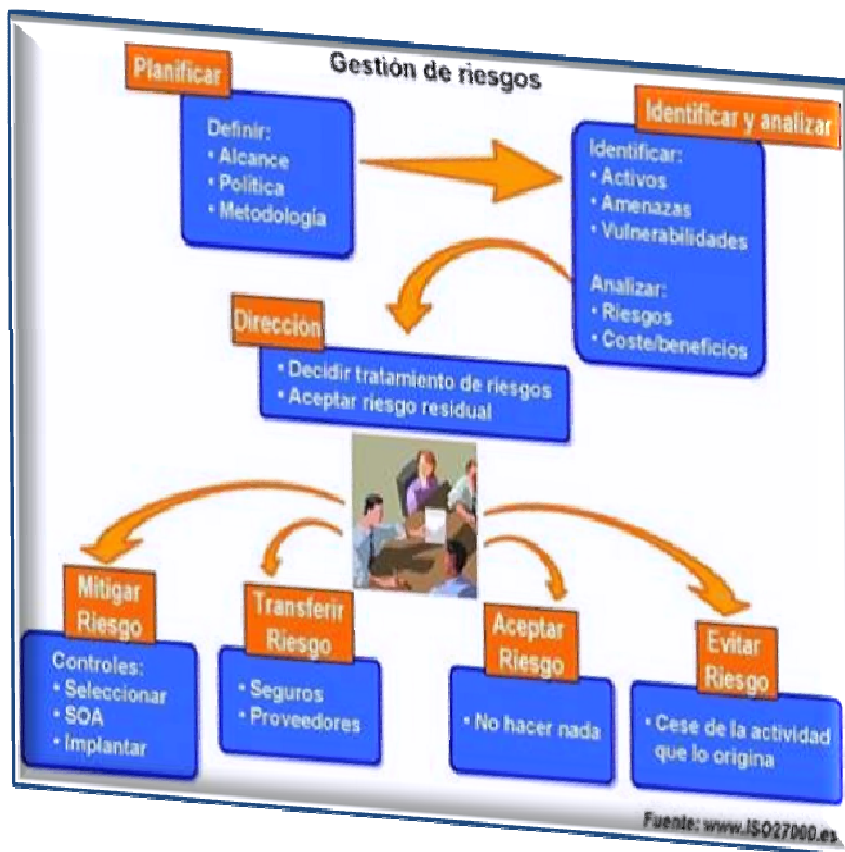 Gestión de riesgos
Planificar
Definir:
• Alcance
• Política
• Metodología
Identificar y analizar
Identificar:
• Activos
• Amenazas
• Vulnerabilidades
Analizar:
• Riesgos
• Coste/beneficios
Dirección
• Decidir tratamiento de riesgos
• Aceptar riesgo residual
Mitigar
Riesgo
Controles:
• Seleccionar
• SOA
• Implantar
Transferir
Riesgo
• Seguros
• Proveedores
Aceptar
Riesgo
• No hacer nada
Evitar
Riesgo
• Cese de la actividad
que lo origina
Fuente: www.ISO27000.es